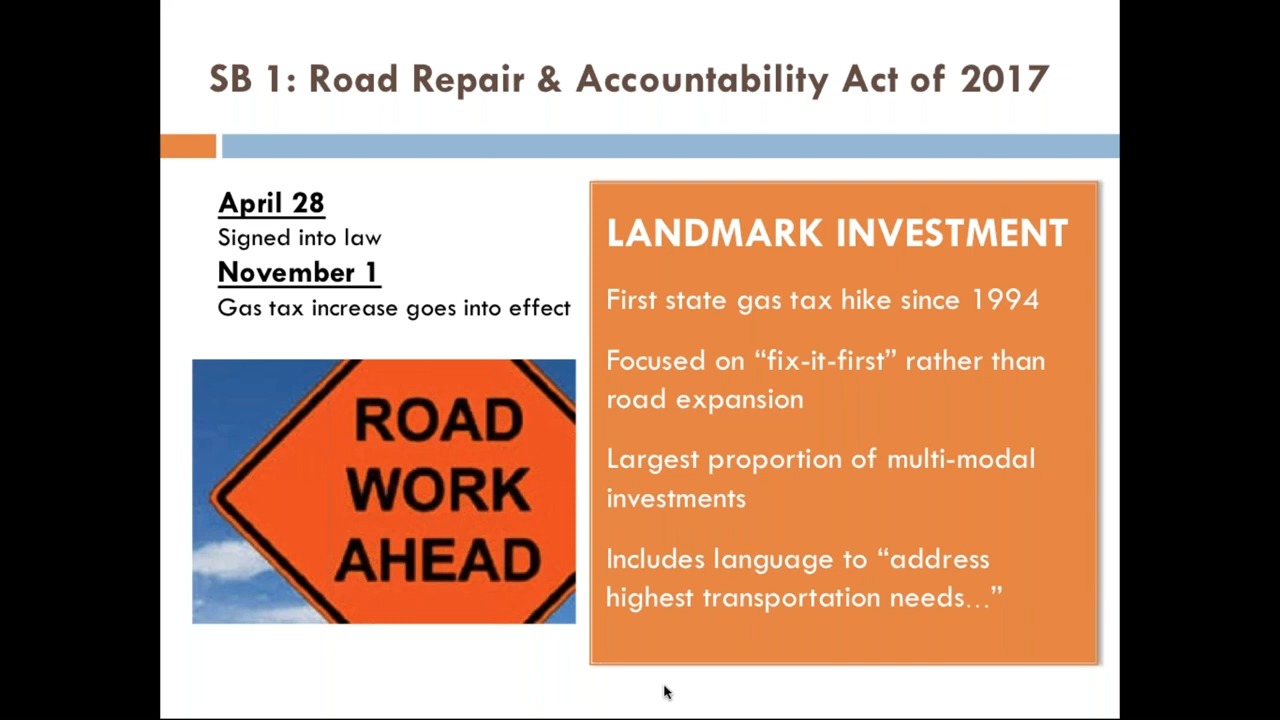 SB 1: Road Repair & Accountability Act of 2017
April 28
Signed into law
November 1
Gas tax increase goes into effect
ROAD
WORK
AHEAD
LANDMARK INVESTMENT
First state gas tax hike since 1994
Focused on “fix-it-first” rather than
road expansion
Largest proportion of multi-modal
investments
Includes language to “address
highest transportation needs…”